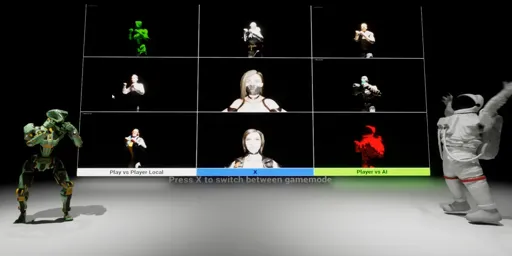 Play vs Player Local
X
Player vs AI
Press X to switch between gamemode